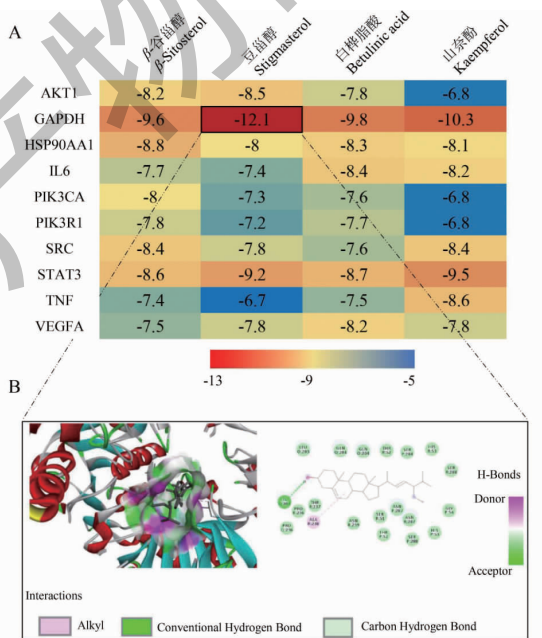 A
β-谷甾醇
β-Sitosterol
豆甾醇
Stigmasterol
白桦脂酸
Betulinic acid
山奈酚
Kaempferol
AKT1 -8.2 -8.5 -7.8 -6.8
GAPDH -9.6 -12.1 -9.8 -10.3
HSP90AA1 -8.8 -8 -8.3 -8.1
IL6 -7.7 -7.4 -8.4 -8.2
PIK3CA -8 -7.3 -7.6 -6.8
PIK3R1 -7.8 -7.2 -7.7 -6.8
SRC -8.4 -7.8 -7.6 -8.4
STAT3 -8.6 -9.2 -8.7 -9.5
TNF -7.4 -6.7 -7.5 -8.6
VEGFA -7.5 -7.8 -8.2 -7.8
-13 -9 -5
B
H-Bonds
Donor
Acceptor
Interactions
Alkyl Conventional Hydrogen Bond Carbon Hydrogen Bond